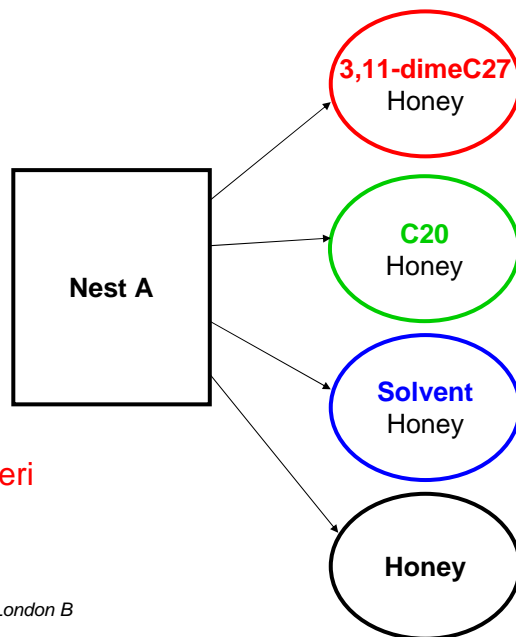 3,11-dimeC27
Honey
C20
Honey
Nest A
Solvent
Honey
eri
Honey
London B